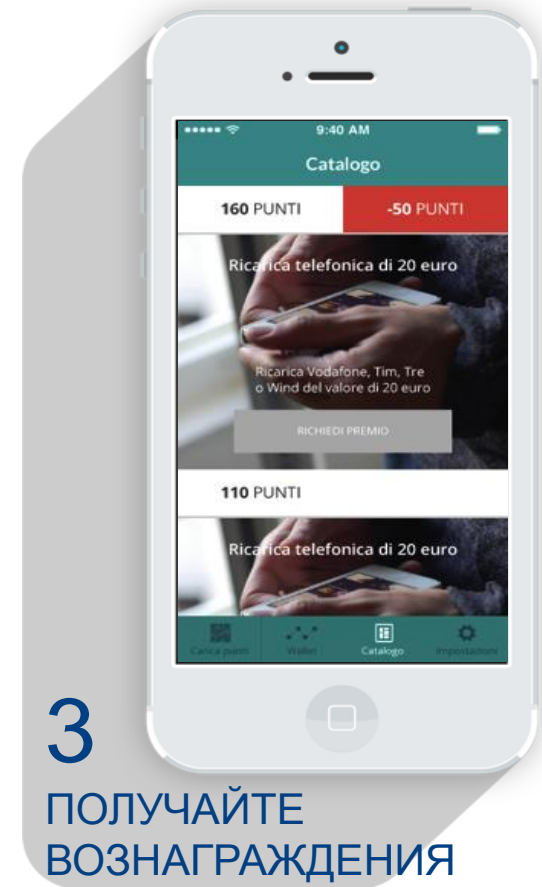 9:40 AM
Catalogo
160 PUNTI
-50 PUNTI
Ricarica telefonica di 20 euro
Ricarica Vodafone, Tim, Tre
o Wind del valore di 20 euro
RICHIEDI PREMIO
110 PUNTI
Ricarica telefonica di 20 euro
Carica punti Wallet Catalogo Impostazioni
3
ПОЛУЧАЙТЕ
ВОЗНАГРАЖДЕНИЯ